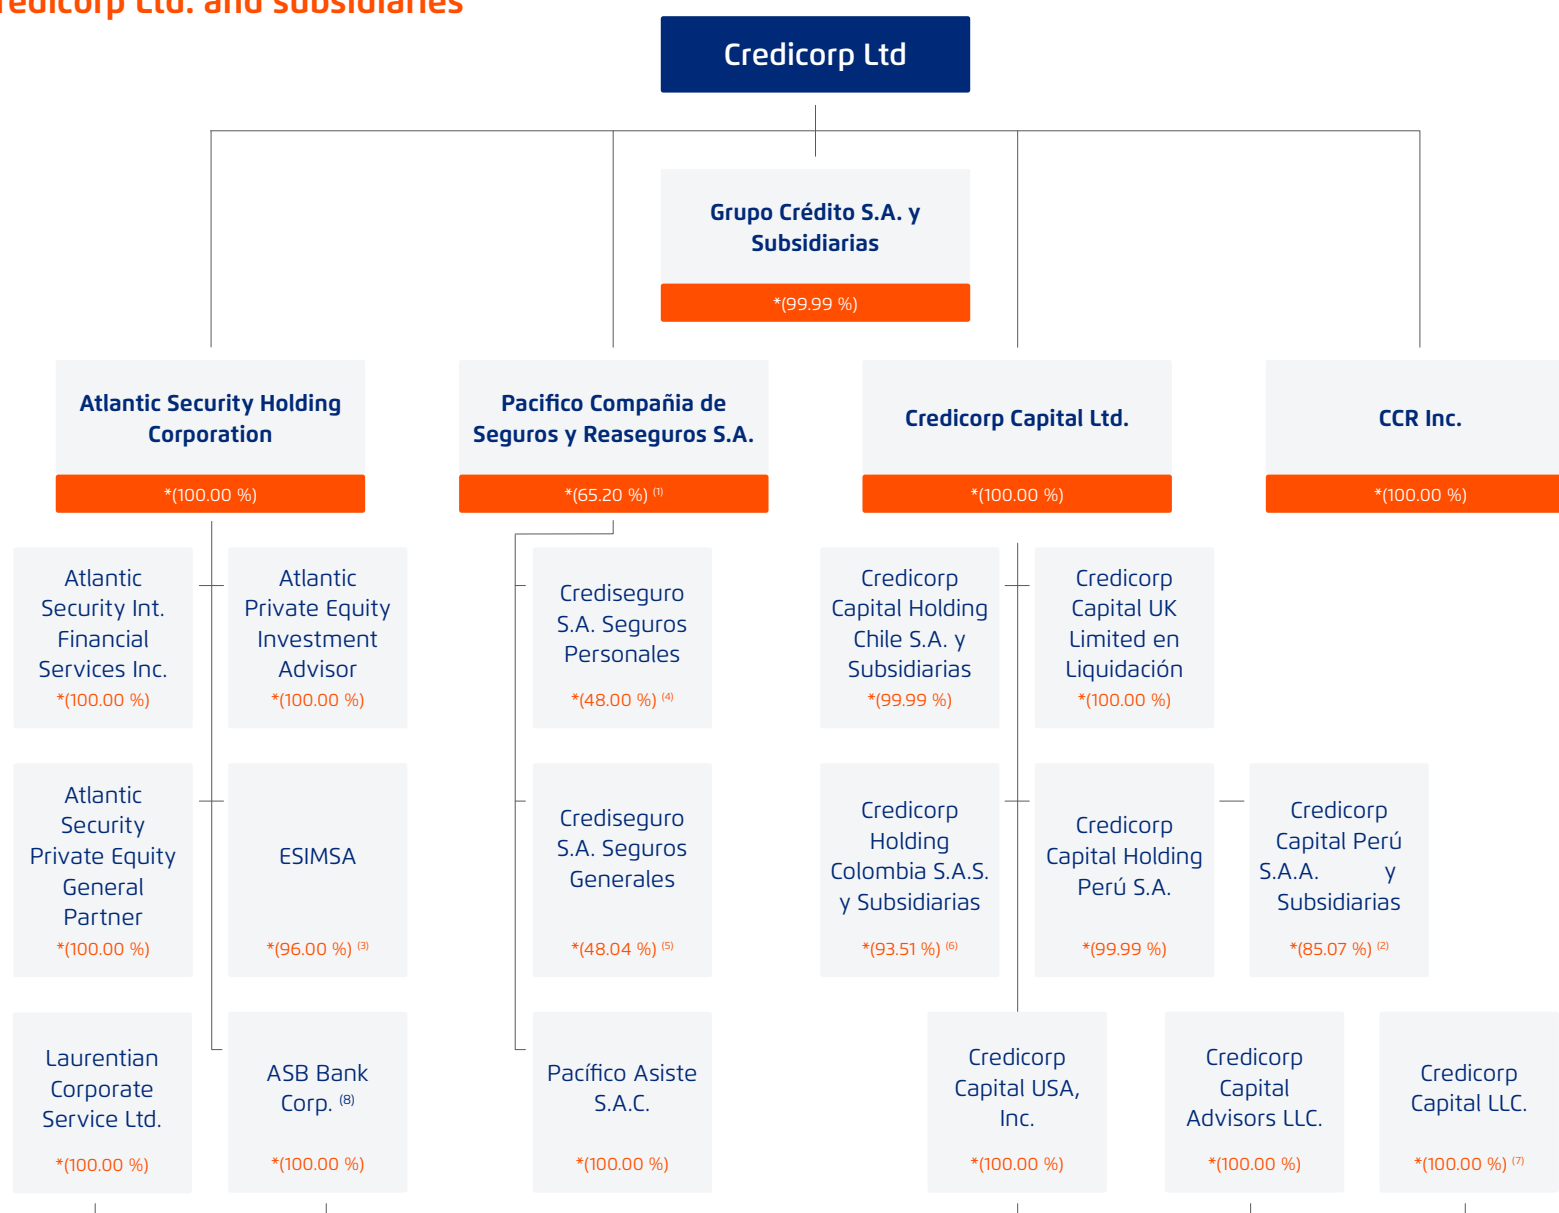 redicorp Ltd. and subsidiaries
Credicorp Ltd
Grupo Crédito S.A. y
Subsidiarias
*(99.99 %)
Atlantic Security Holding
Corporation
*(100.00 %)
Pacifico Compañia de
Seguros y Reaseguros S.A.
*(65.20 %) (1)
Credicorp Capital Ltd.
*(100.00 %)
CCR Inc.
*(100.00 %)
Atlantic
Security Int.
Financial
Services Inc.
*(100.00 %)
Atlantic
Private Equity
Investment
Advisor
*(100.00 %)
Crediseguro
S.A. Seguros
Personales
*(48.00 %) (4)
Credicorp
Capital Holding
Chile S.A. y
Subsidiarias
*(99.99 %)
Credicorp
Capital UK
Limited en
Liquidación
*(100.00 %)
Atlantic
Security
Private Equity
General
Partner
*(100.00 %)
ESIMSA
*(96.00 %) (3)
Crediseguro
S.A. Seguros
Generales
*(48.04 %) (5)
Credicorp
Holding
Colombia S.A.S.
y Subsidiarias
*(93.51 %) (6)
Credicorp
Capital Holding
Perú S.A.
*(99.99 %)
Credicorp
Capital Perú
S.A.A. y
Subsidiarias
*(85.07 %) (2)
Laurentian
Corporate
Service Ltd.
*(100.00 %)
ASB Bank
Corp. (8)
*(100.00 %)
Pacífico Asiste
S.A.C.
*(100.00 %)
Credicorp
Capital USA,
Inc.
*(100.00 %)
Credicorp
Capital
Advisors LLC.
*(100.00 %)
Credicorp
Capital LLC.
*(100.00 %) (7)